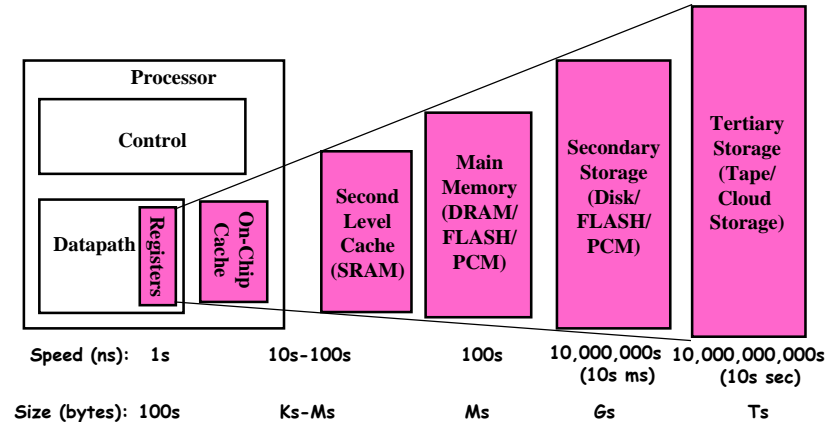 Processor
Control
Datapath
Registers
On-Chip
Cache
Second
Level
Cache
(SRAM)
Main
Memory
(DRAM/
FLASH/
PCM)
Secondary
Storage
(Disk/
FLASH/
PCM)
Tertiary
Storage
(Tape/
Cloud
Storage)
Speed (ns): 1s 10s-100s 100s 10,000,000s 10,000,000,000s
(10s ms) (10s sec)
Size (bytes): 100s Ks-Ms Ms Gs Ts